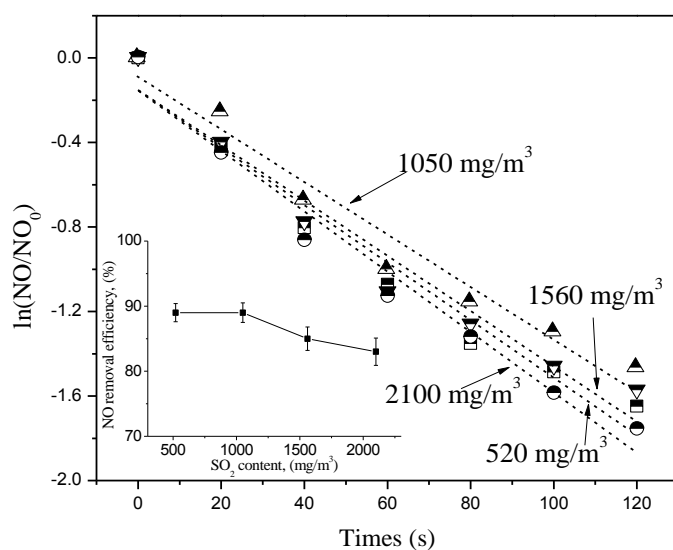 0.0
-0.4
-0.8
-1.2
-1.6
-2.0
ln(NO/NO₀)
0 20 40 60 80 100 120
Times (s)
1050 mg/m³
1560 mg/m³
2100 mg/m³
520 mg/m³
100
90
80
70
NO removal efficiency, (%)
500 1000 1500 2000
SO₂ content, (mg/m³)